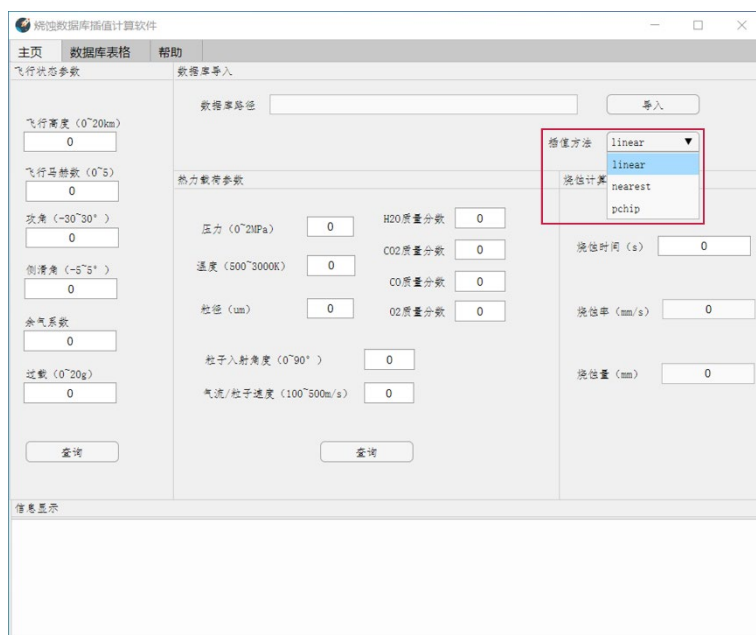 烧蚀数据库插值计算软件
主页 数据库表格 帮助
飞行状态参数
飞行高度（0~20km）
0
飞行马赫数（0~5）
0
攻角（-30~30°）
0
侧滑角（-5~5°）
0
余气系数
0
过载（0~20g）
0
查询
数据库导入
数据库路径
导入
插值方法 linear
linear
nearest
pchip
热力载荷参数
压力（0~2MPa） 0
温度（500~3000K） 0
粒径（um） 0
H2O质量分数 0
CO2质量分数 0
CO质量分数 0
O2质量分数 0
粒子入射角度（0~90°） 0
气流/粒子速度（100~500m/s） 0
查询
烧蚀计算
烧蚀时间（s） 0
烧蚀率（mm/s） 0
烧蚀量（mm） 0
信息显示